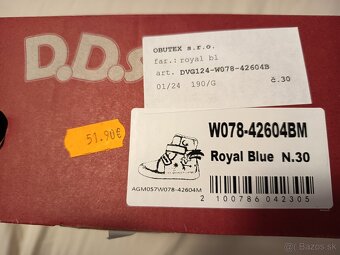 D.D.s
OBUTEX s.r.o.
far.: royal bl
art. DVG124-W078-42604B
01/24 190/G č.30
51.90€
W078-42604BM
Royal Blue N.30
AGM057W078-42604M
2 100786 042305
Bazos.sk